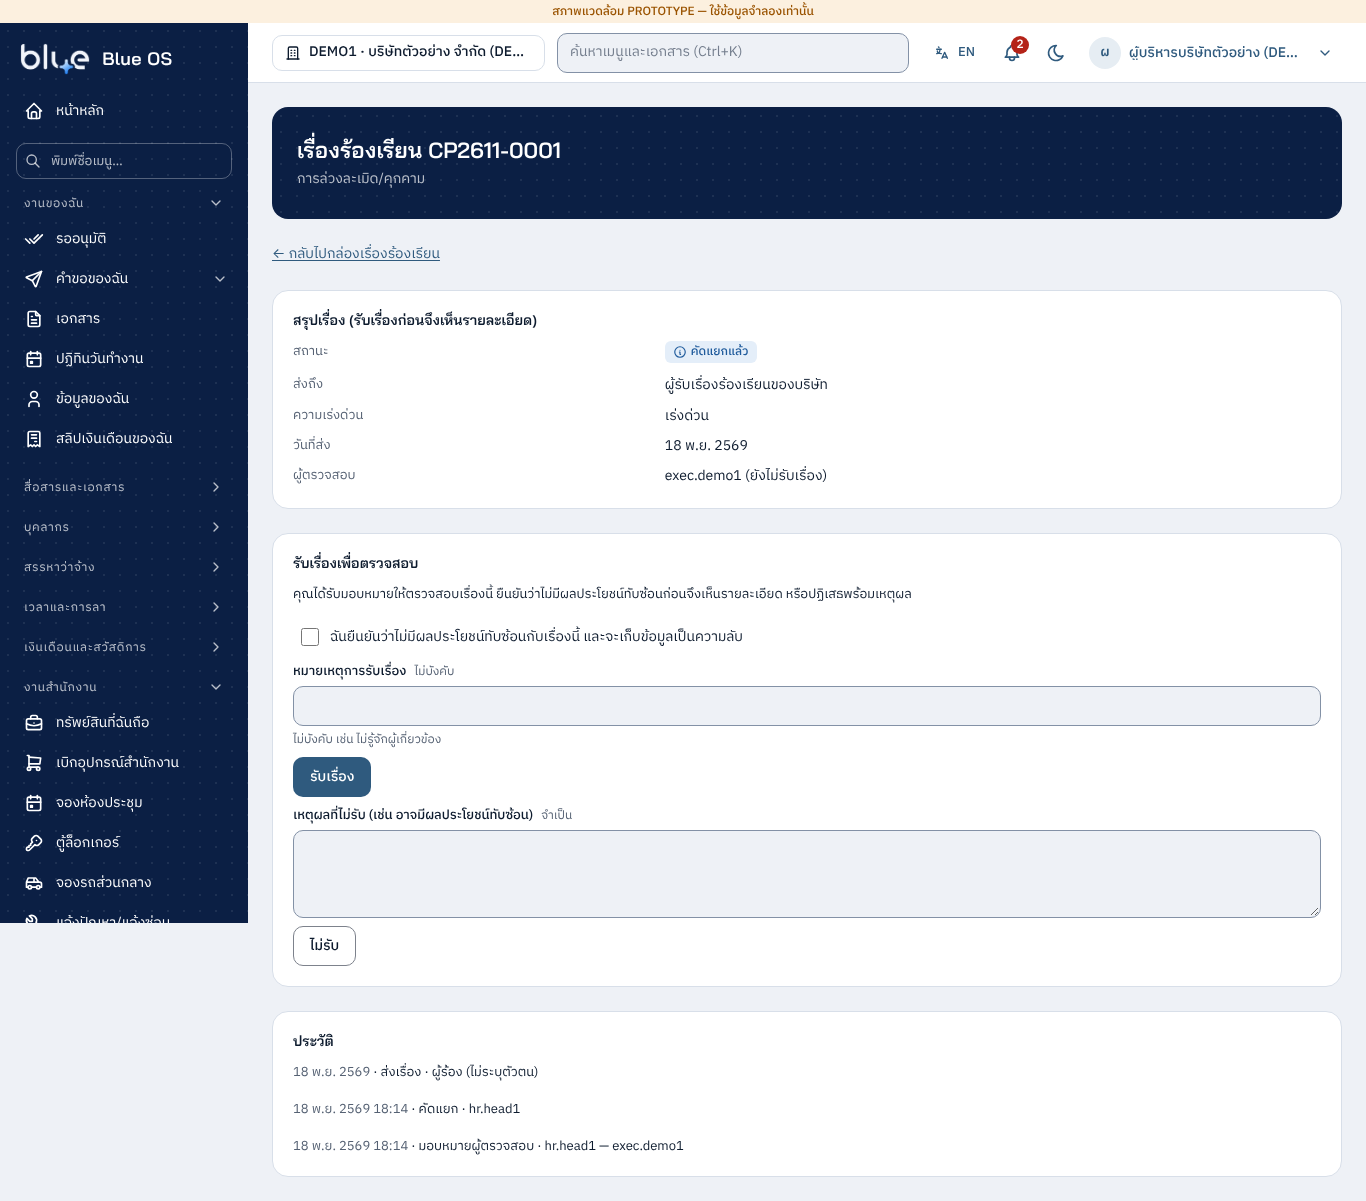 สภาพแวดล้อม PROTOTYPE — ใช้ข้อมูลจำลองเท่านั้น
blue Blue OS
DEMO1 · บริษัทตัวอย่าง จำกัด (DE...
ค้นหาเมนูและเอกสาร (Ctrl+K)
EN
2
ผ
ผู้บริหารบริษัทตัวอย่าง (DE...
หน้าหลัก
พิมพ์ชื่อเมนู...
งานของฉัน
รออนุมัติ
คำขอของฉัน
เอกสาร
ปฏิทินวันทำงาน
ข้อมูลของฉัน
สลิปเงินเดือนของฉัน
สื่อสารและเอกสาร
บุคลากร
สรรหาว่าจ้าง
เวลาและการลา
เงินเดือนและสวัสดิการ
งานสำนักงาน
ทรัพย์สินที่ฉันถือ
เบิกอุปกรณ์สำนักงาน
จองห้องประชุม
ตู้ล็อกเกอร์
จองรถส่วนกลาง
แจ้งปัญหา/แจ้งซ่อม
เรื่องร้องเรียน CP2611-0001
การล่วงละเมิด/คุกคาม
← กลับไปกล่องเรื่องร้องเรียน
สรุปเรื่อง (รับเรื่องก่อนจึงเห็นรายละเอียด)
สถานะ คัดแยกแล้ว
ส่งถึง ผู้รับเรื่องร้องเรียนของบริษัท
ความเร่งด่วน เร่งด่วน
วันที่ส่ง 18 พ.ย. 2569
ผู้ตรวจสอบ exec.demo1 (ยังไม่รับเรื่อง)
รับเรื่องเพื่อตรวจสอบ
คุณได้รับมอบหมายให้ตรวจสอบเรื่องนี้ ยืนยันว่าไม่มีผลประโยชน์ทับซ้อนก่อนจึงเห็นรายละเอียด หรือปฏิเสธพร้อมเหตุผล
ฉันยืนยันว่าไม่มีผลประโยชน์ทับซ้อนกับเรื่องนี้ และจะเก็บข้อมูลเป็นความลับ
หมายเหตุการรับเรื่อง ไม่บังคับ
ไม่บังคับ เช่น ไม่รู้จักผู้เกี่ยวข้อง
รับเรื่อง
เหตุผลที่ไม่รับ (เช่น อาจมีผลประโยชน์ทับซ้อน) จำเป็น
ไม่รับ
ประวัติ
18 พ.ย. 2569 · ส่งเรื่อง · ผู้ร้อง (ไม่ระบุตัวตน)
18 พ.ย. 2569 18:14 · คัดแยก · hr.head1
18 พ.ย. 2569 18:14 · มอบหมายผู้ตรวจสอบ · hr.head1 — exec.demo1